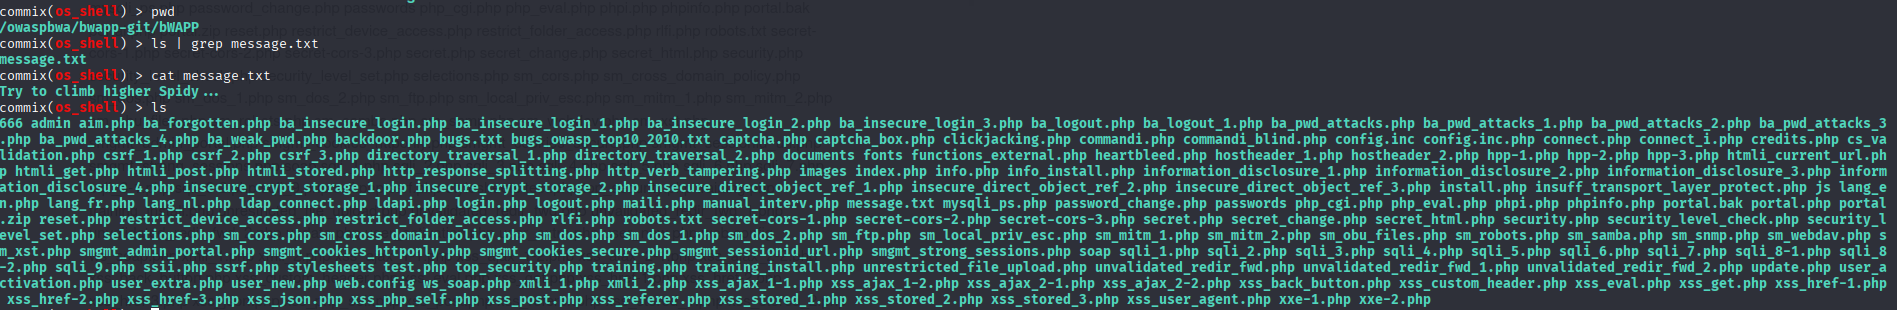 commix(os_shell) > pwd
/owaspbwa/bwapp-git/bWAPP
commix(os_shell) > ls | grep message.txt
message.txt
commix(os_shell) > cat message.txt
Try to climb higher Spidy...
commix(os_shell) > ls
666 admin aim.php ba_forgotten.php ba_insecure_login.php ba_insecure_login_1.php ba_insecure_login_2.php ba_insecure_login_3.php ba_logout.php ba_logout_1.php ba_pwd_attacks.php ba_pwd_attacks_1.php ba_pwd_attacks_2.php ba_pwd_attacks_3
.php ba_pwd_attacks_4.php ba_weak_pwd.php backdoor.php bugs.txt bugs_owasp_top10_2010.txt captcha.php captcha_box.php clickjacking.php commandi.php commandi_blind.php config.inc config.inc.php connect.php connect_i.php credits.php cs_va
lidation.php csrf_1.php csrf_2.php csrf_3.php directory_traversal_1.php directory_traversal_2.php documents fonts functions_external.php heartbleed.php hostheader_1.php hostheader_2.php hpp-1.php hpp-2.php hpp-3.php htmli_current_url.ph
p htmli_get.php htmli_post.php htmli_stored.php http_response_splitting.php http_verb_tampering.php images index.php info.php info_install.php information_disclosure_1.php information_disclosure_2.php information_disclosure_3.php inform
ation_disclosure_4.php insecure_crypt_storage_1.php insecure_crypt_storage_2.php insecure_direct_object_ref_1.php insecure_direct_object_ref_2.php insecure_direct_object_ref_3.php install.php insuff_transport_layer_protect.php js lang_e
n.php lang_fr.php lang_nl.php ldap_connect.php ldapi.php login.php logout.php maili.php manual_interv.php message.txt mysqli_ps.php password_change.php passwords php_cgi.php php_eval.php phpi.php phpinfo.php portal.bak portal.php portal
.zip reset.php restrict_device_access.php restrict_folder_access.php rlfi.php robots.txt secret-cors-1.php secret-cors-2.php secret-cors-3.php secret.php secret_change.php secret_html.php security.php security_level_check.php security_l
evel_set.php selections.php sm_cors.php sm_cross_domain_policy.php sm_dos.php sm_dos_1.php sm_dos_2.php sm_ftp.php sm_local_priv_esc.php sm_mitm_1.php sm_mitm_2.php sm_obu_files.php sm_robots.php sm_samba.php sm_snmp.php sm_webdav.php s
m_xst.php smgmt_admin_portal.php smgmt_cookies_httponly.php smgmt_cookies_secure.php smgmt_sessionid_url.php smgmt_strong_sessions.php soap sqli_1.php sqli_2.php sqli_3.php sqli_4.php sqli_5.php sqli_6.php sqli_7.php sqli_8-1.php sqli_8
-2.php sqli_9.php ssii.php ssrf.php stylesheets test.php top_security.php training.php training_install.php unrestricted_file_upload.php unvalidated_redir_fwd.php unvalidated_redir_fwd_1.php unvalidated_redir_fwd_2.php update.php user_a
ctivation.php user_extra.php user_new.php web.config ws_soap.php xmli_1.php xmli_2.php xss_ajax_1-1.php xss_ajax_1-2.php xss_ajax_2-1.php xss_ajax_2-2.php xss_back_button.php xss_custom_header.php xss_eval.php xss_get.php xss_href-1.php
xss_href-2.php xss_href-3.php xss_json.php xss_php_self.php xss_post.php xss_referer.php xss_stored_1.php xss_stored_2.php xss_stored_3.php xss_user_agent.php xxe-1.php xxe-2.php